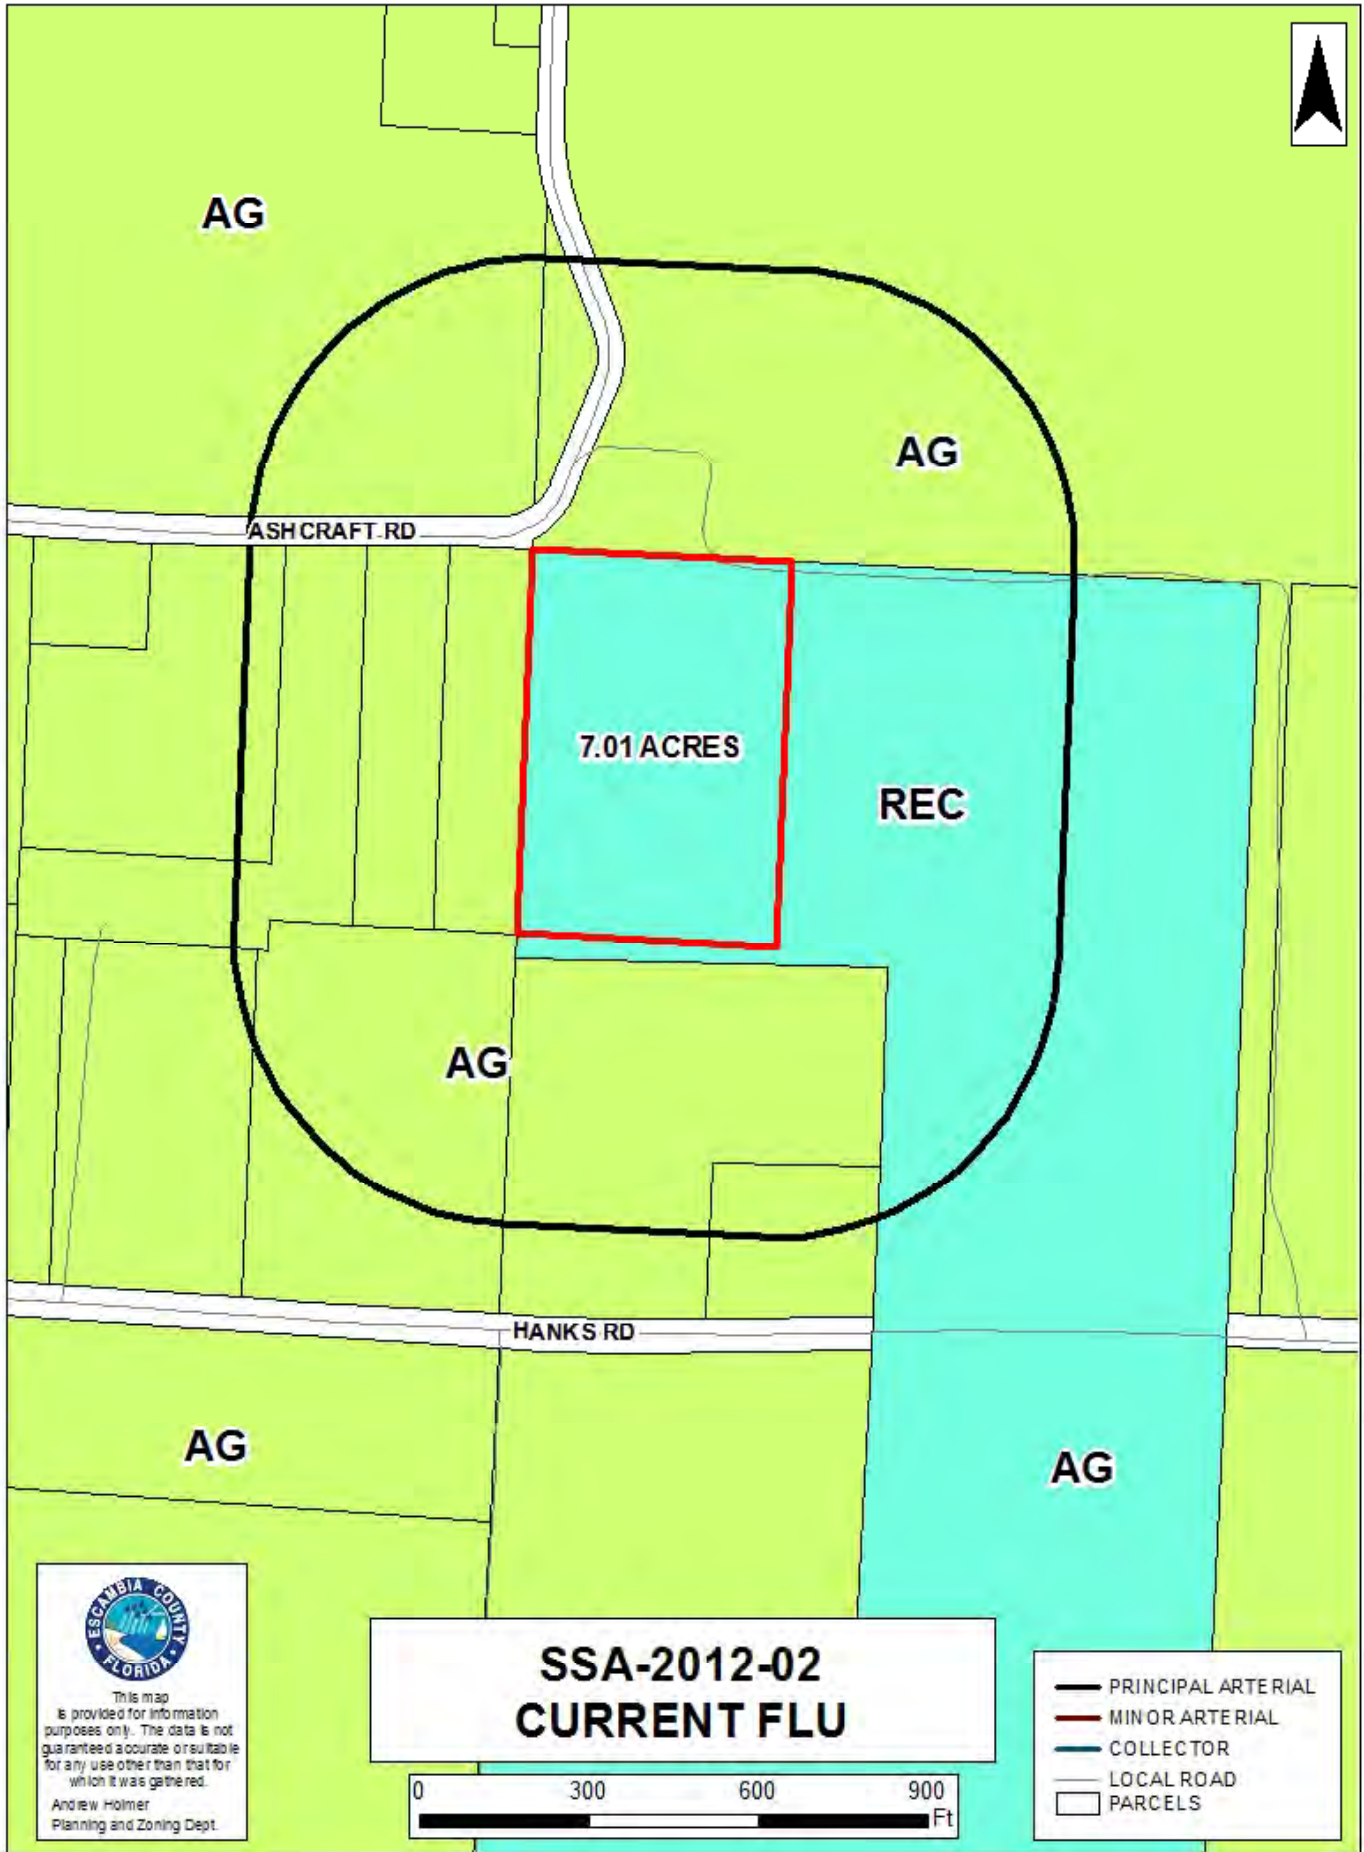 AG
AG
ASHCRAFT RD
7.01 ACRES
REC
AG
HANKS RD
AG
AG
ESCAMBIA COUNTY
FLORIDA
This map
is provided for information
purposes only. The data is not
guaranteed accurate or suitable
for any use other than that for
which it was gathered.
Andrew Holmer
Planning and Zoning Dept.
SSA-2012-02
CURRENT FLU
0 300 600 900
Ft
PRINCIPAL ARTERIAL
MINOR ARTERIAL
COLLECTOR
LOCAL ROAD
PARCELS